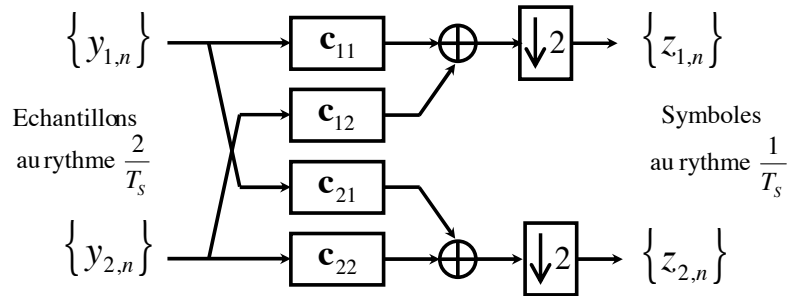 {y₁,ₙ} c₁₁ ↓2 {z₁,ₙ}
c₁₂
Echantillons
au rythme 2/Tₛ
Symboles
au rythme 1/Tₛ
c₂₁
{y₂,ₙ} c₂₂ ↓2 {z₂,ₙ}